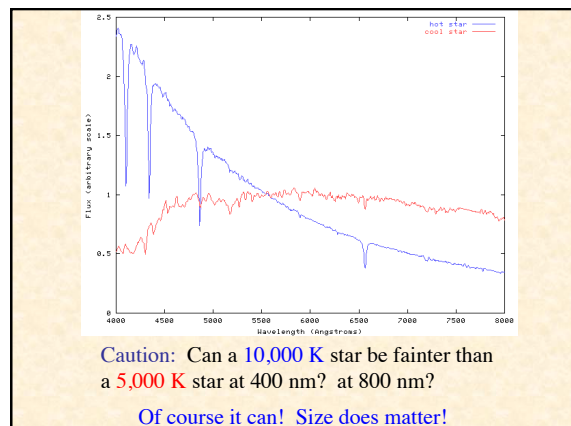 2.5
hot star
cool star
2
1.5
1
0.5
0
Flux (arbitrary scale)
4000 4500 5000 5500 6000 6500 7000 7500 8000
Wavelength (Angstroms)
Caution: Can a 10,000 K star be fainter than
a 5,000 K star at 400 nm? at 800 nm?
Of course it can! Size does matter!